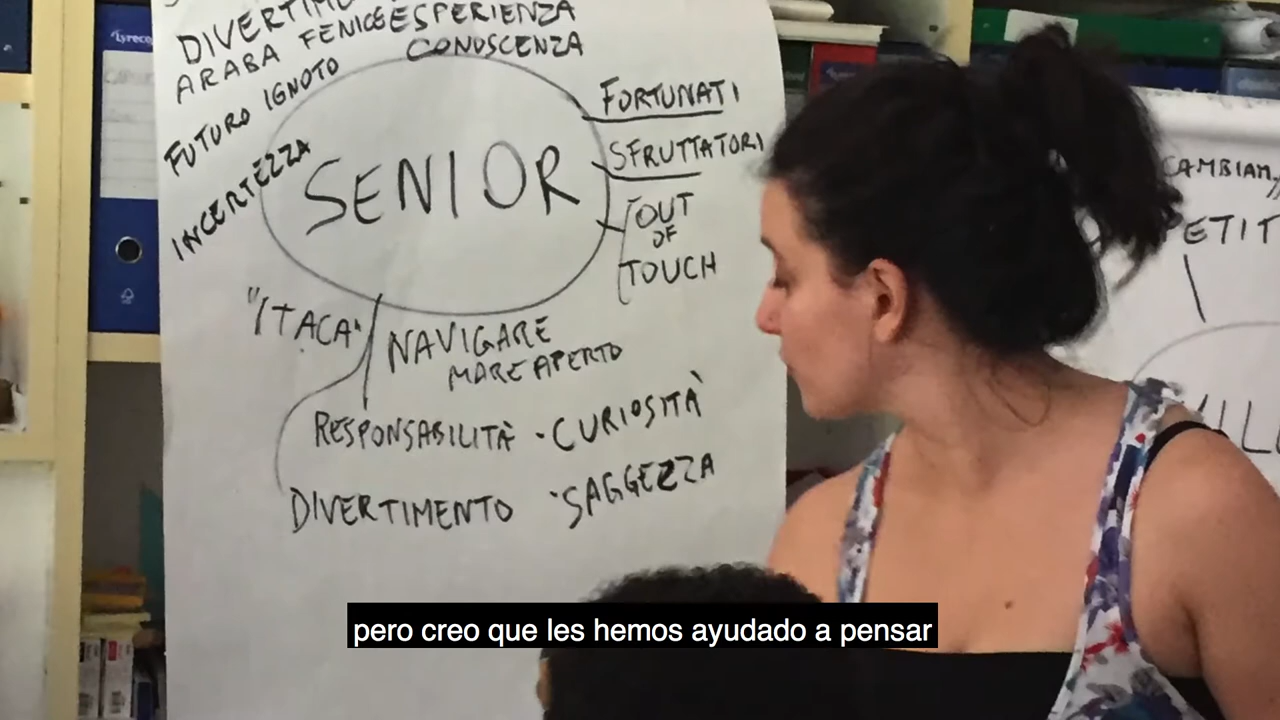 DIVERTIM
ARABA FENICE
ESPERIENZA
CONOSCENZA
FUTURO IGNOTO
INCERTEZZA
SENIOR
FORTUNATI
SFRUTTATORI
OUT
OF
TOUCH
"ITACA"
NAVIGARE
MARE APERTO
RESPONSABILITÀ · CURIOSITÀ
DIVERTIMENTO · SAGGEZZA
lyreco
CAMBIAM
PETIT
pero creo que les hemos ayudado a pensar